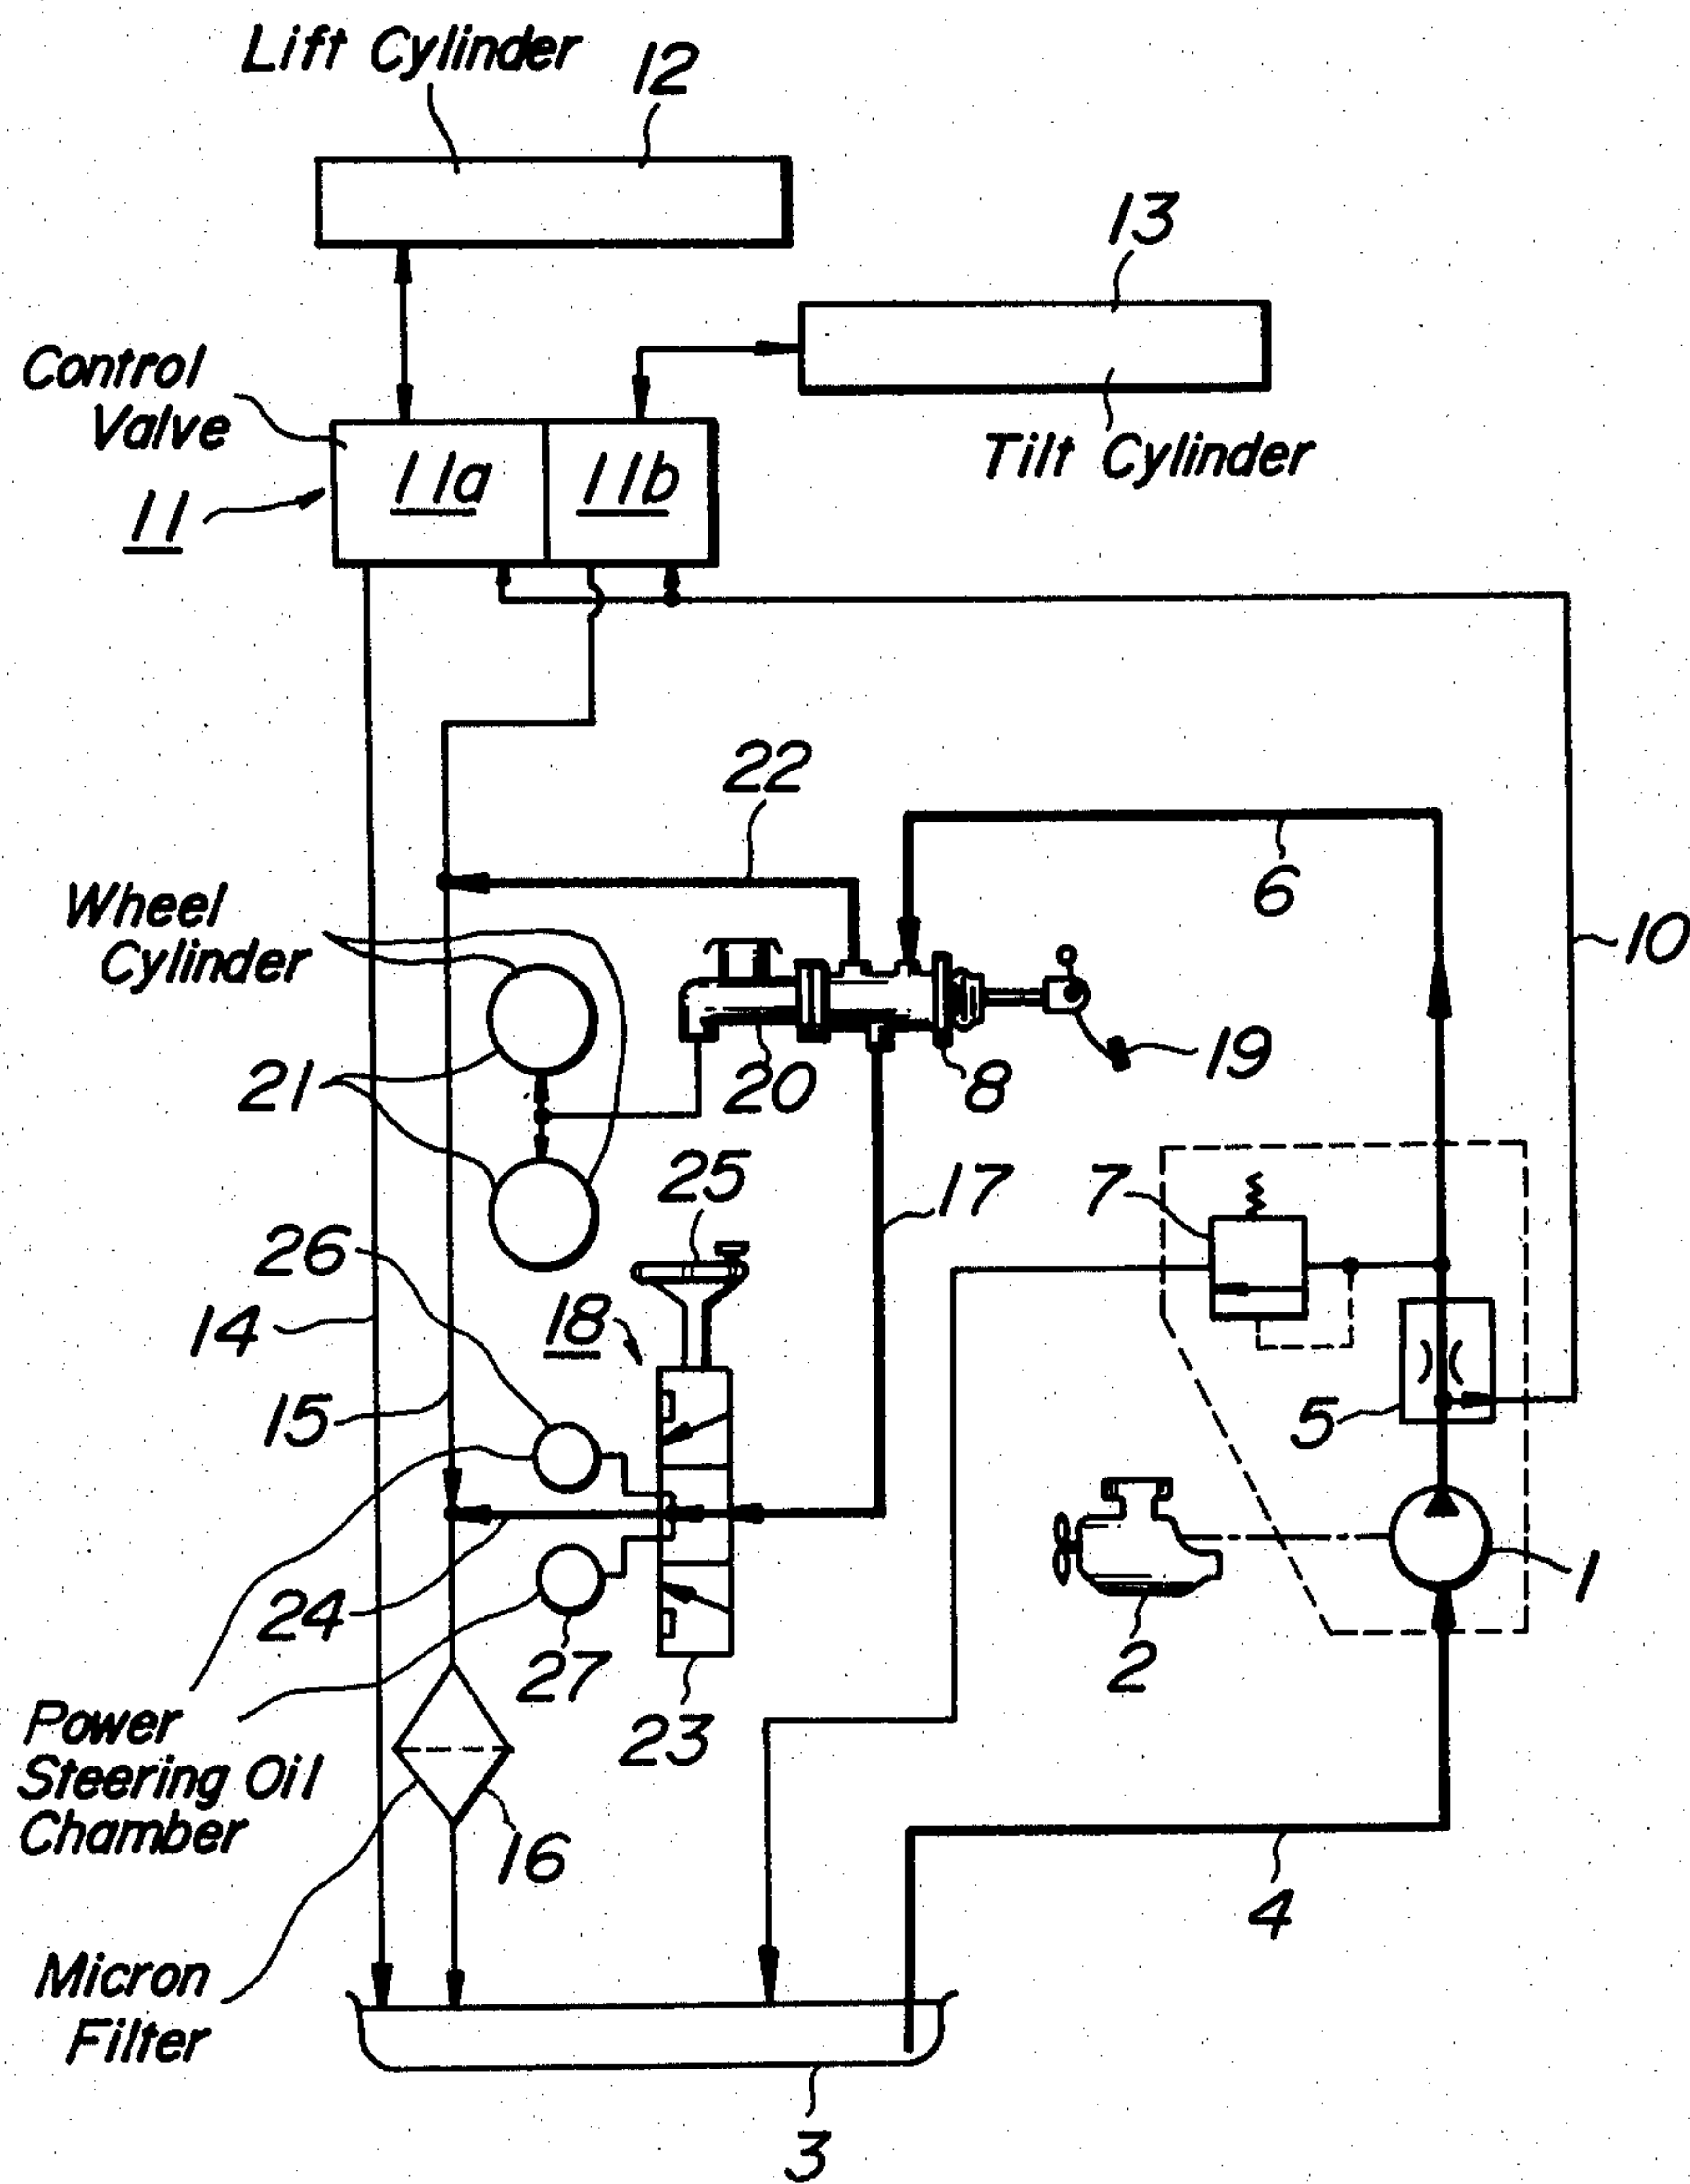 Lift Cylinder
12
13
Control
Valve
11
11a
11b
Tilt Cylinder
22
6
10
Wheel
Cylinder
21
20
8
19
25
17
7
26
18
14
15
5
24
27
23
2
1
Power
Steering Oil
Chamber
16
4
Micron
Filter
3